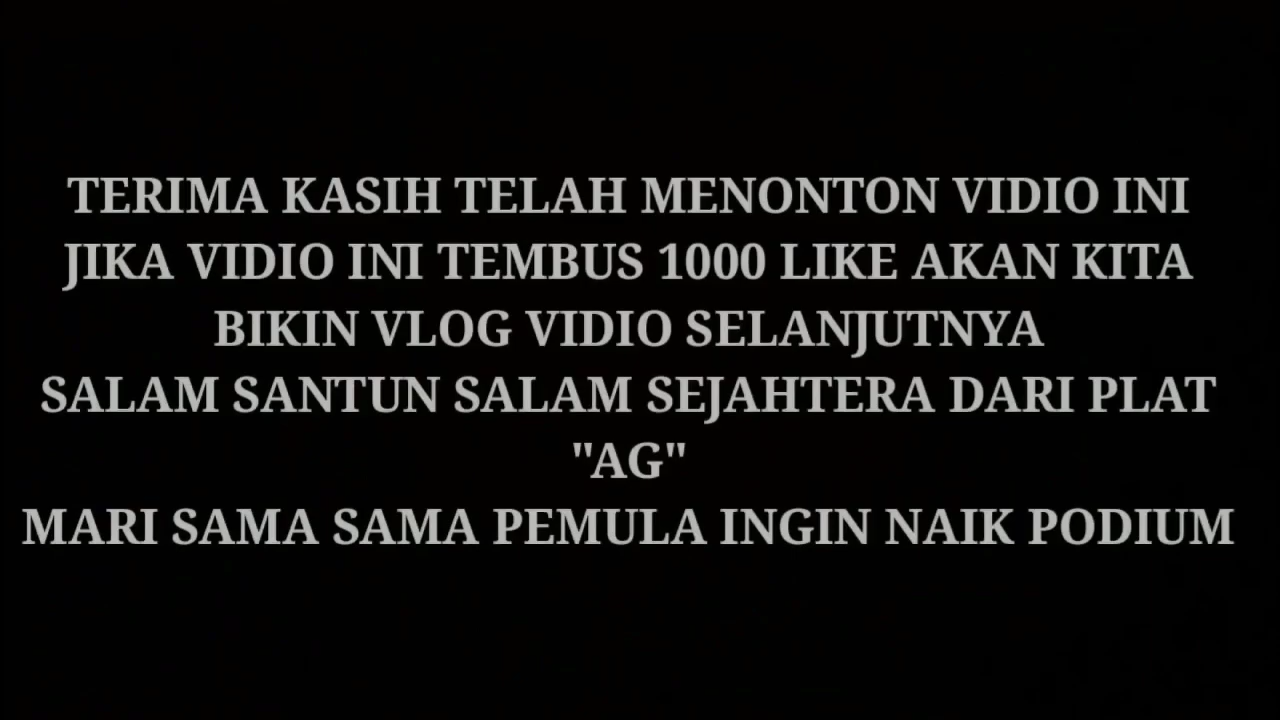 TERIMA KASIH TELAH MENONTON VIDIO INI
JIKA VIDIO INI TEMBUS 1000 LIKE AKAN KITA
BIKIN VLOG VIDIO SELANJUTNYA
SALAM SANTUN SALAM SEJAHTERA DARI PLAT
"AG"
MARI SAMA SAMA PEMULA INGIN NAIK PODIUM